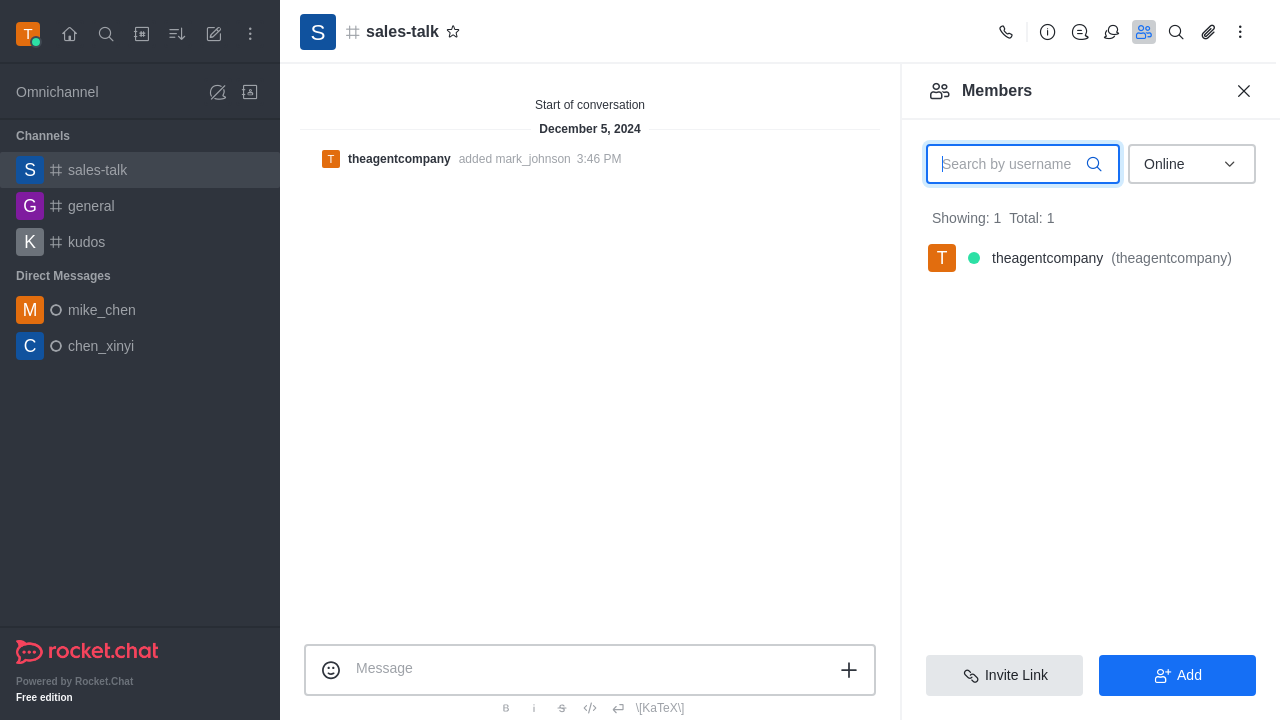 T
Omnichannel
Channels
S sales-talk
G general
K kudos
Direct Messages
M mike_chen
C chen_xinyi
rocket.chat
Powered by Rocket.Chat
Free edition
S sales-talk
Start of conversation
December 5, 2024
T theagentcompany added mark_johnson 3:46 PM
Message
B i S \[KaTeX\]
Members
Search by username
Online
Showing: 1 Total: 1
T theagentcompany (theagentcompany)
Invite Link
Add